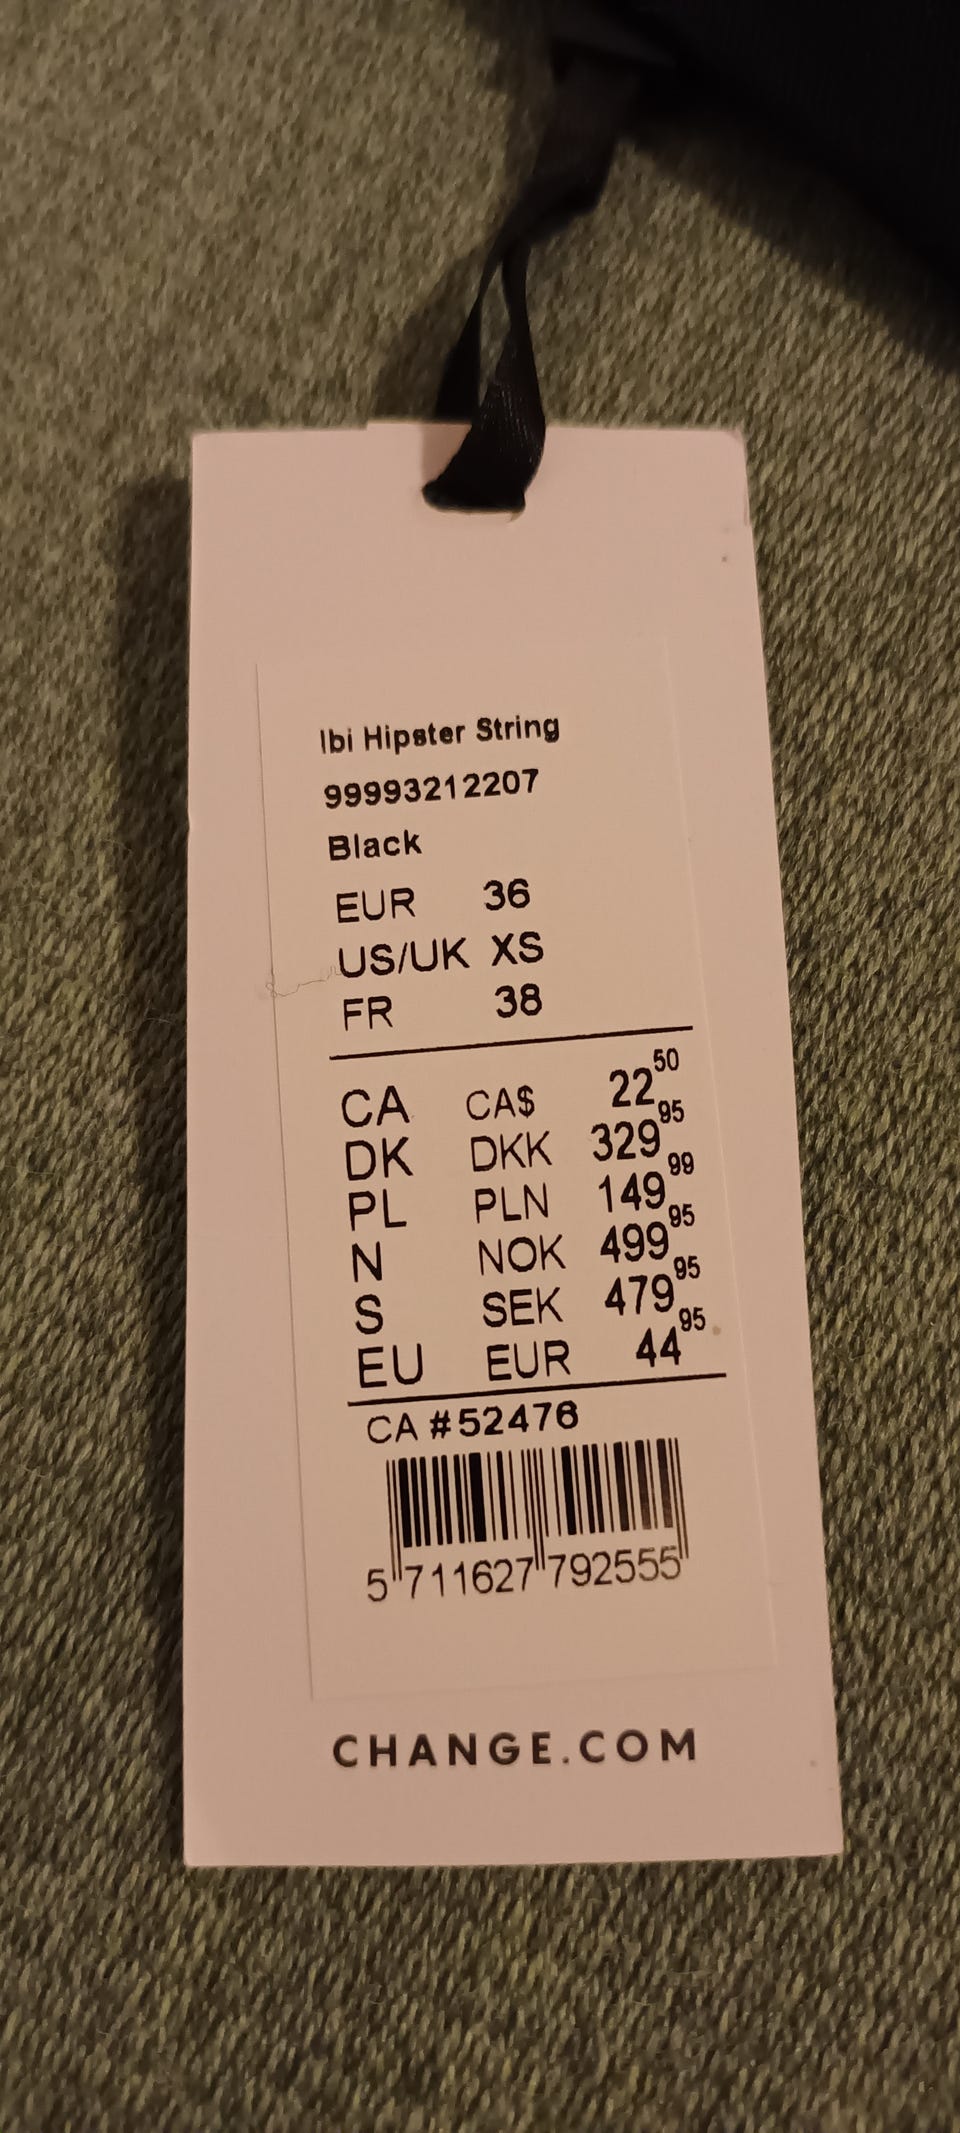 Ibi Hipster String
99993212207
Black
EUR 36
US/UK XS
FR 38
CA CA$ 22 50
DK DKK 329 95
PL PLN 149 99
N NOK 499 95
S SEK 479 95
EU EUR 44 95
CA #52476
5 711627 792555
CHANGE.COM